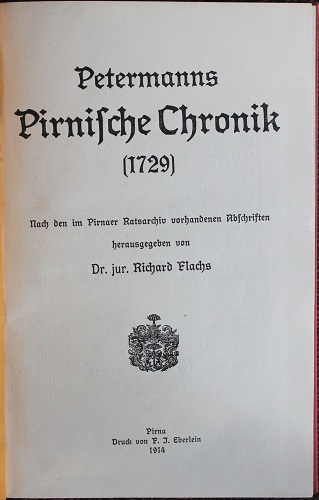 Petermanns
Pirnische Chronik
(1729)
Nach den im Pirnaer Ratsarchiv vorhandenen Abschriften
herausgegeben von
Dr. jur. Richard Flachs
Pirna
Druck von F. J. Eberlein
1914